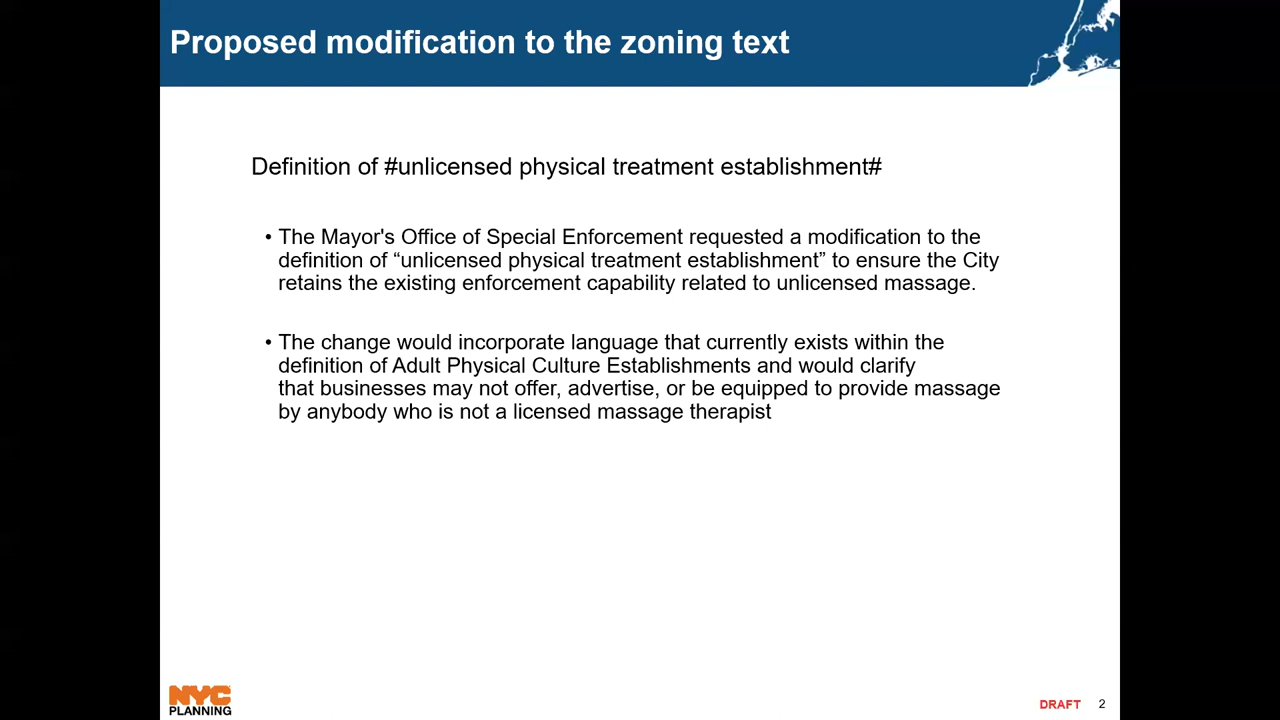 Proposed modification to the zoning text
Definition of #unlicensed physical treatment establishment#
• The Mayor's Office of Special Enforcement requested a modification to the
definition of “unlicensed physical treatment establishment” to ensure the City
retains the existing enforcement capability related to unlicensed massage.
• The change would incorporate language that currently exists within the
definition of Adult Physical Culture Establishments and would clarify
that businesses may not offer, advertise, or be equipped to provide massage
by anybody who is not a licensed massage therapist
NYC
PLANNING
DRAFT 2